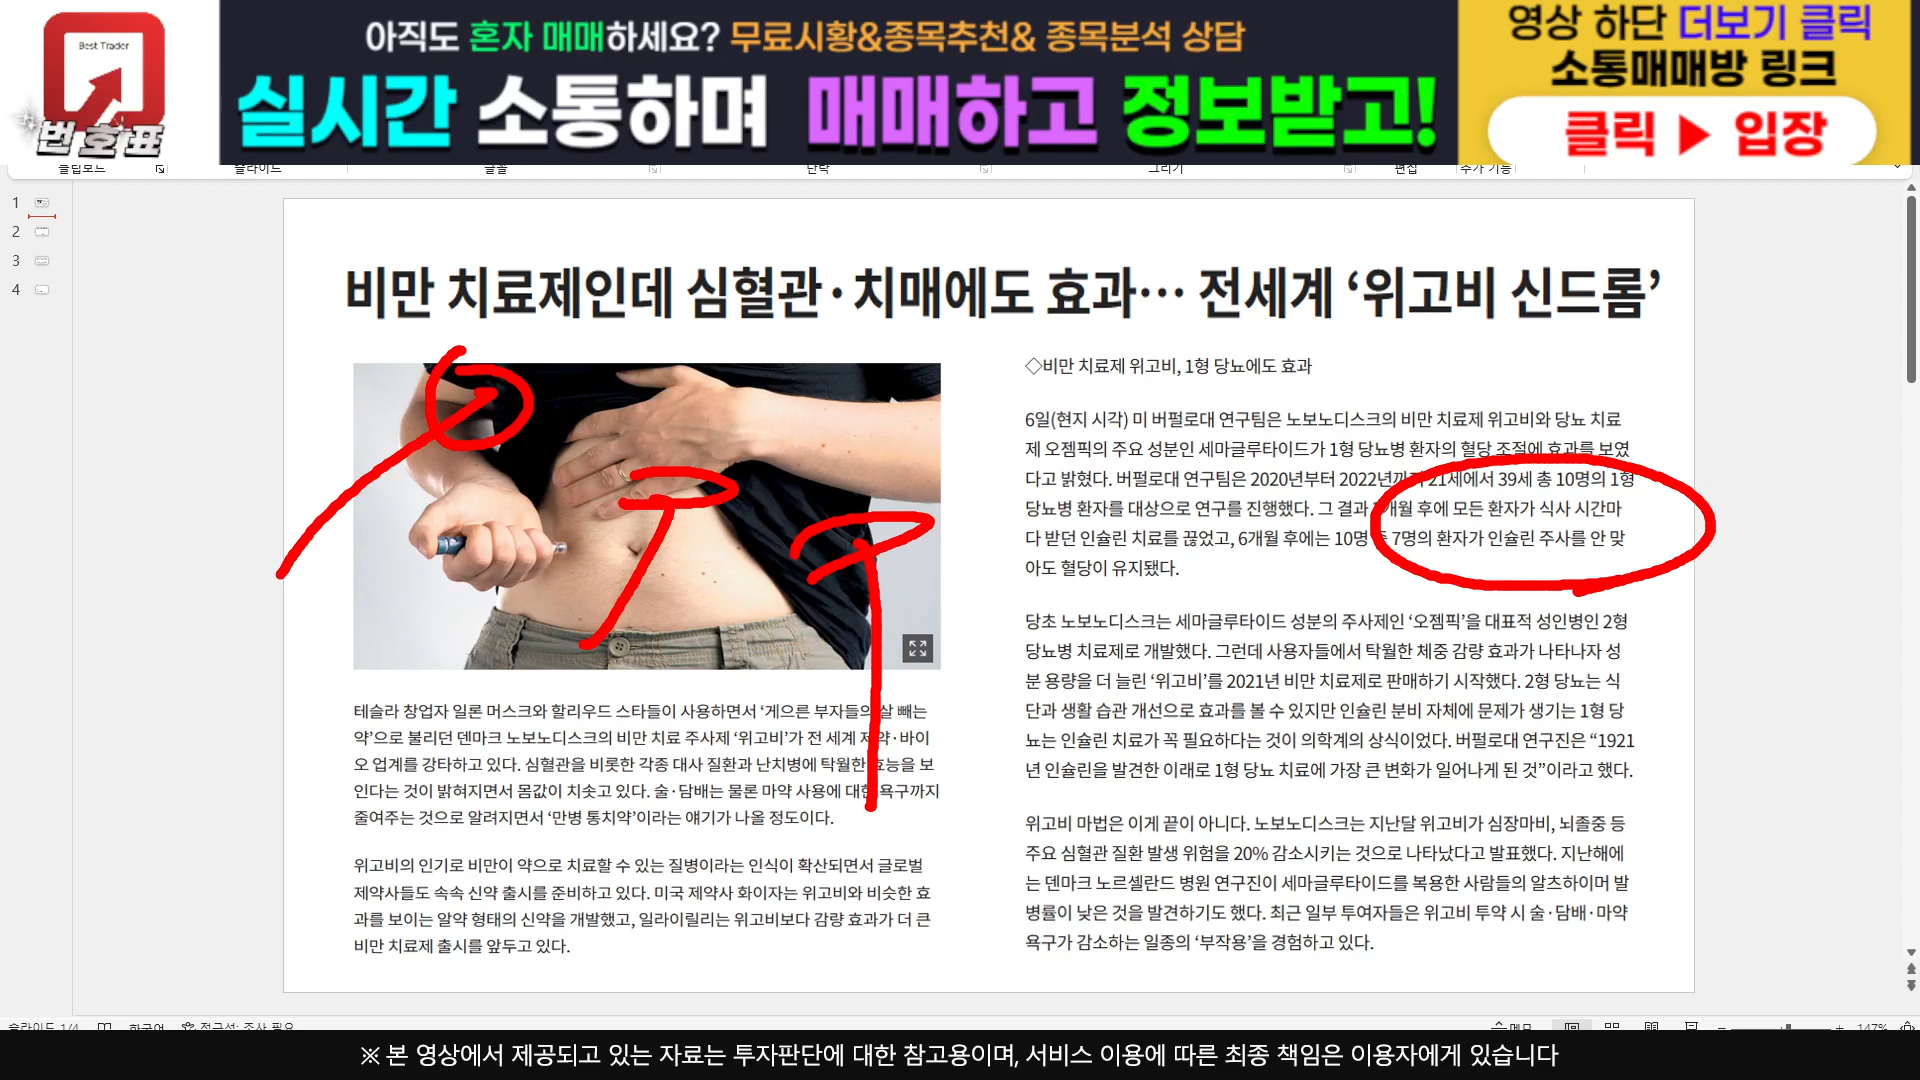 Best Trader
번호표
아직도 혼자 매매하세요? 무료시황&종목추천& 종목분석 상담
실시간 소통하며 매매하고 정보받고!
영상 하단 더보기 클릭
소통매매방 링크
클릭 ▶ 입장
클립보드 슬라이드 글꼴 단락 그리기 편집 추가 기능
1
2
3
4
비만 치료제인데 심혈관·치매에도 효과… 전세계 ‘위고비 신드롬’
테슬라 창업자 일론 머스크와 할리우드 스타들이 사용하면서 ‘게으른 부자들의 살 빼는
약’으로 불리던 덴마크 노보노디스크의 비만 치료 주사제 ‘위고비’가 전 세계 제약·바이
오 업계를 강타하고 있다. 심혈관을 비롯한 각종 대사 질환과 난치병에 탁월한 효능을 보
인다는 것이 밝혀지면서 몸값이 치솟고 있다. 술·담배는 물론 마약 사용에 대한 욕구까지
줄여주는 것으로 알려지면서 ‘만병 통치약’이라는 얘기가 나올 정도이다.
위고비의 인기로 비만이 약으로 치료할 수 있는 질병이라는 인식이 확산되면서 글로벌
제약사들도 속속 신약 출시를 준비하고 있다. 미국 제약사 화이자는 위고비와 비슷한 효
과를 보이는 알약 형태의 신약을 개발했고, 일라이릴리는 위고비보다 감량 효과가 더 큰
비만 치료제 출시를 앞두고 있다.
◇비만 치료제 위고비, 1형 당뇨에도 효과
6일(현지 시각) 미 버펄로대 연구팀은 노보노디스크의 비만 치료제 위고비와 당뇨 치료
제 오젬픽의 주요 성분인 세마글루타이드가 1형 당뇨병 환자의 혈당 조절에 효과를 보였
다고 밝혔다. 버펄로대 연구팀은 2020년부터 2022년까지 21세에서 39세 총 10명의 1형
당뇨병 환자를 대상으로 연구를 진행했다. 그 결과 개월 후에 모든 환자가 식사 시간마
다 받던 인슐린 치료를 끊었고, 6개월 후에는 10명 중 7명의 환자가 인슐린 주사를 안 맞
아도 혈당이 유지됐다.
당초 노보노디스크는 세마글루타이드 성분의 주사제인 ‘오젬픽’을 대표적 성인병인 2형
당뇨병 치료제로 개발했다. 그런데 사용자들에서 탁월한 체중 감량 효과가 나타나자 성
분 용량을 더 늘린 ‘위고비’를 2021년 비만 치료제로 판매하기 시작했다. 2형 당뇨는 식
단과 생활 습관 개선으로 효과를 볼 수 있지만 인슐린 분비 자체에 문제가 생기는 1형 당
뇨는 인슐린 치료가 꼭 필요하다는 것이 의학계의 상식이었다. 버펄로대 연구진은 “1921
년 인슐린을 발견한 이래로 1형 당뇨 치료에 가장 큰 변화가 일어나게 된 것”이라고 했다.
위고비 마법은 이게 끝이 아니다. 노보노디스크는 지난달 위고비가 심장마비, 뇌졸중 등
주요 심혈관 질환 발생 위험을 20% 감소시키는 것으로 나타났다고 발표했다. 지난해에
는 덴마크 노르셸란드 병원 연구진이 세마글루타이드를 복용한 사람들의 알츠하이머 발
병률이 낮은 것을 발견하기도 했다. 최근 일부 투여자들은 위고비 투약 시 술·담배·마약
욕구가 감소하는 일종의 ‘부작용’을 경험하고 있다.
슬라이드 1/4 한국어 접근성: 조사 필요 메모 147%
※ 본 영상에서 제공되고 있는 자료는 투자판단에 대한 참고용이며, 서비스 이용에 따른 최종 책임은 이용자에게 있습니다